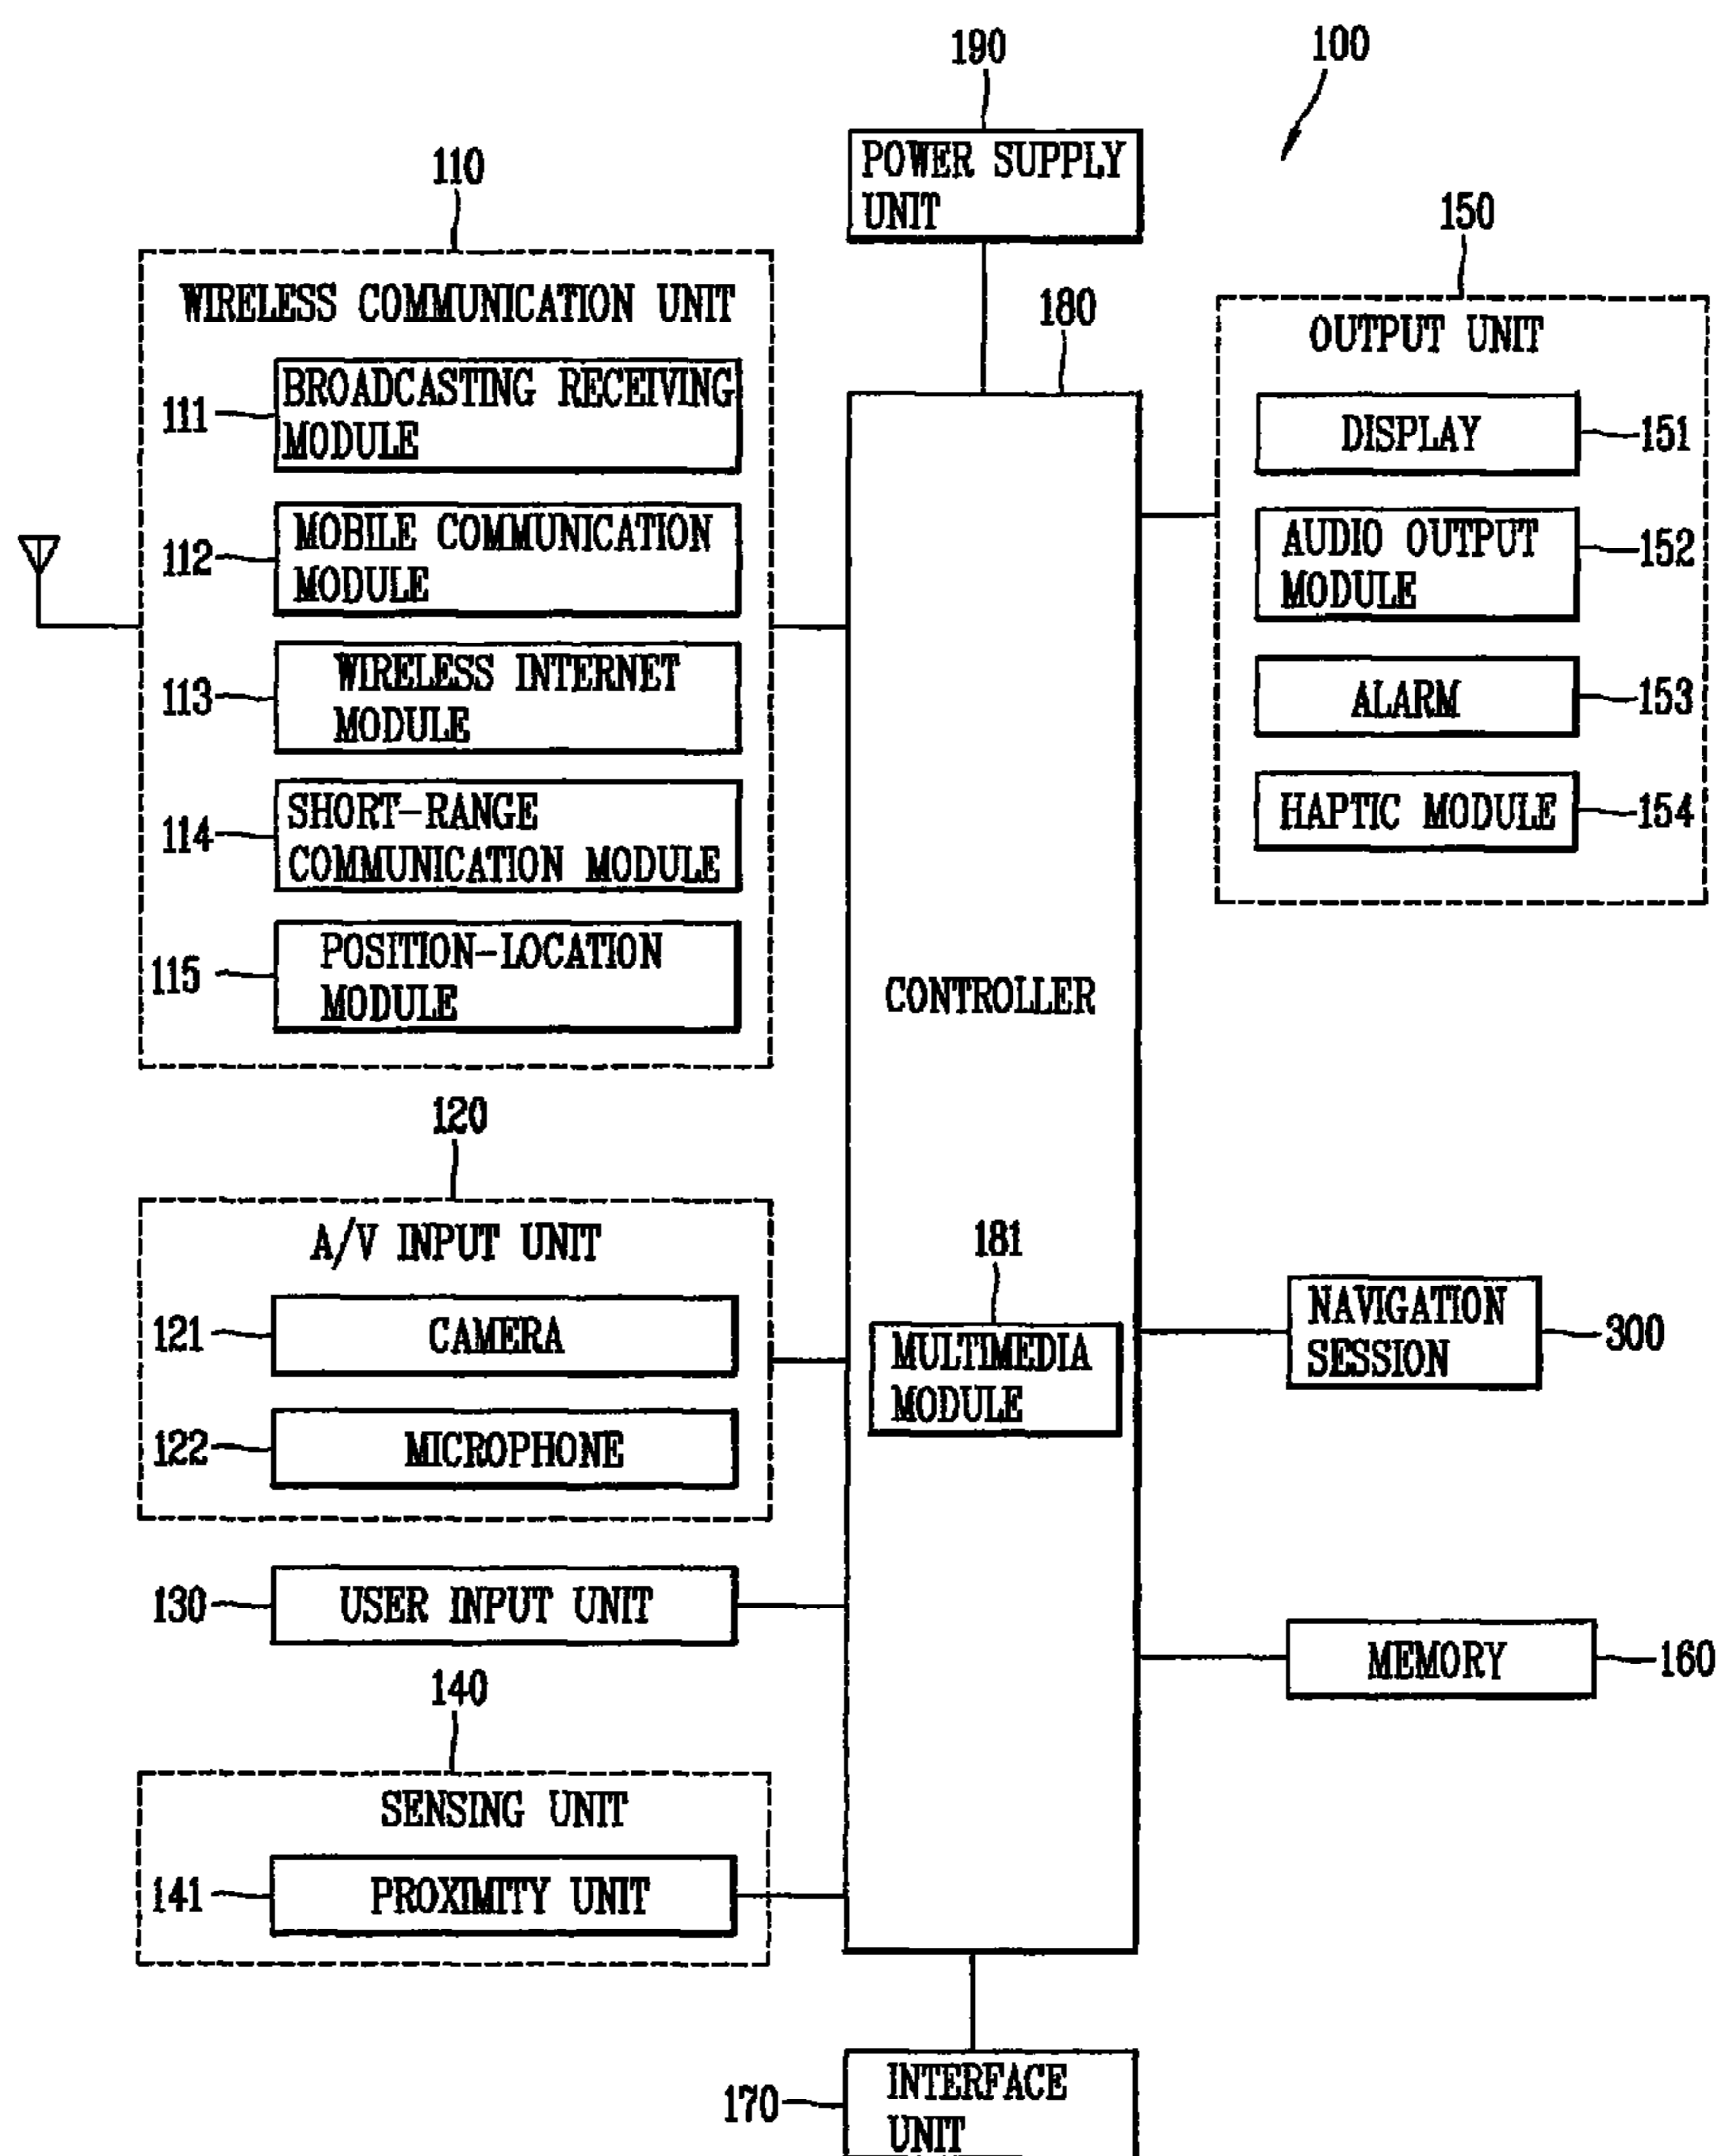 190
100
POWER SUPPLY
UNIT
110
WIRELESS COMMUNICATION UNIT
111
BROADCASTING RECEIVING
MODULE
112
MOBILE COMMUNICATION
MODULE
113
WIRELESS INTERNET
MODULE
114
SHORT-RANGE
COMMUNICATION MODULE
115
POSITION-LOCATION
MODULE
120
A/V INPUT UNIT
121
CAMERA
122
MICROPHONE
130
USER INPUT UNIT
140
SENSING UNIT
141
PROXIMITY UNIT
180
CONTROLLER
181
MULTIMEDIA
MODULE
150
OUTPUT UNIT
DISPLAY
151
AUDIO OUTPUT
MODULE
152
ALARM
153
HAPTIC MODULE
154
NAVIGATION
SESSION
300
MEMORY
160
170
INTERFACE
UNIT